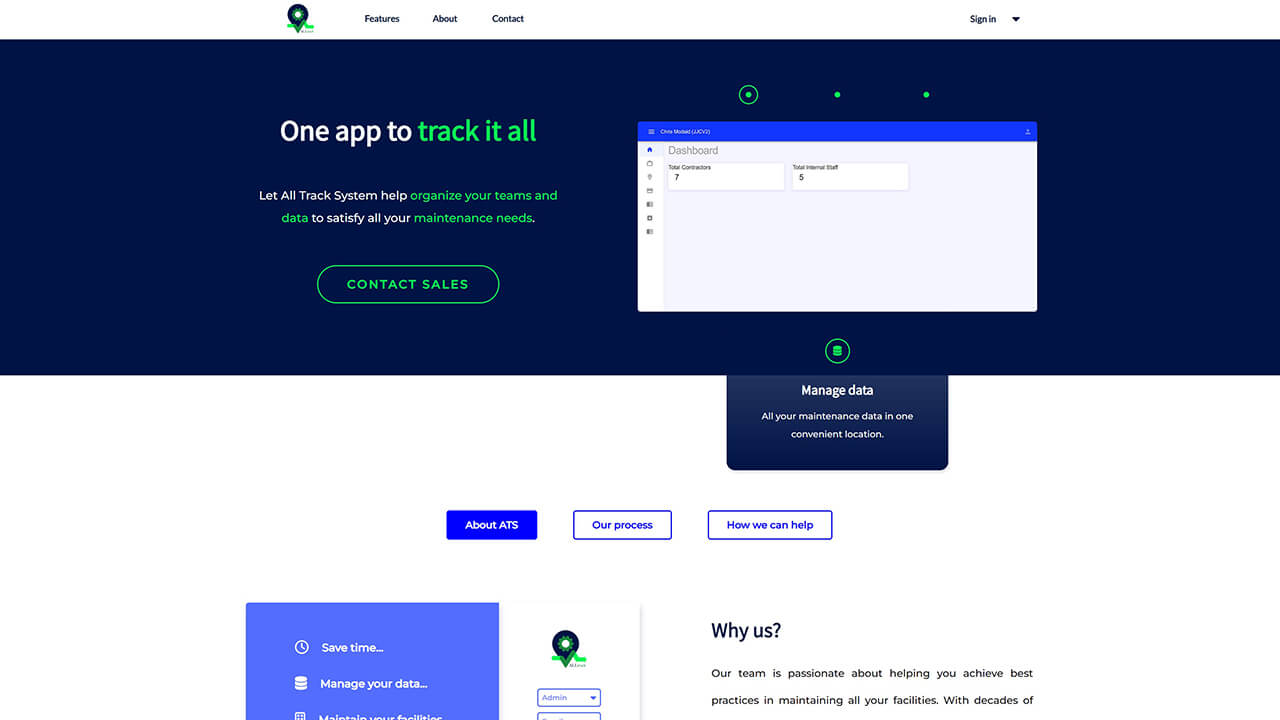 Features
About
Contact
Sign in
One app to track it all
Let All Track System help organize your teams and
data to satisfy all your maintenance needs.
CONTACT SALES
Chris Modald (JJCV2)
Dashboard
Total Contractors
7
Total Internal Staff
5
Manage data
All your maintenance data in one
convenient location.
About ATS
Our process
How we can help
Save time...
Manage your data...
Maintain your facilities
Admin
Why us?
Our team is passionate about helping you achieve best
practices in maintaining all your facilities. With decades of